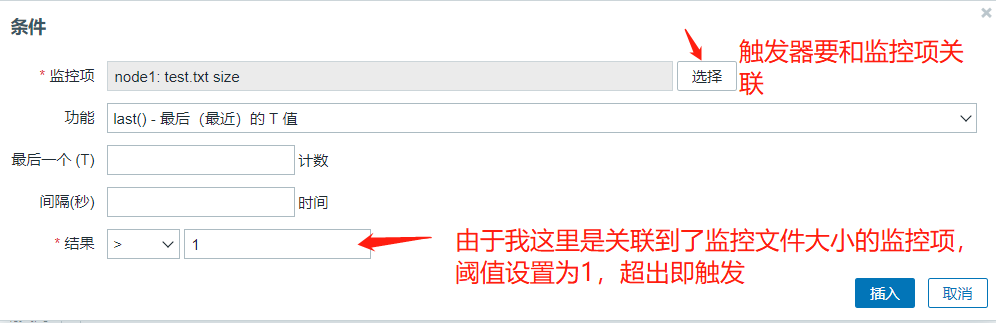 条件
* 监控项 node1: test.txt size 选择
触发器要和监控项关
联
功能 last() - 最后（最近）的 T 值
最后一个 (T) 计数
间隔(秒) 时间
* 结果 > 1
由于我这里是关联到了监控文件大小的监控项，
阈值设置为1，超出即触发
插入 取消